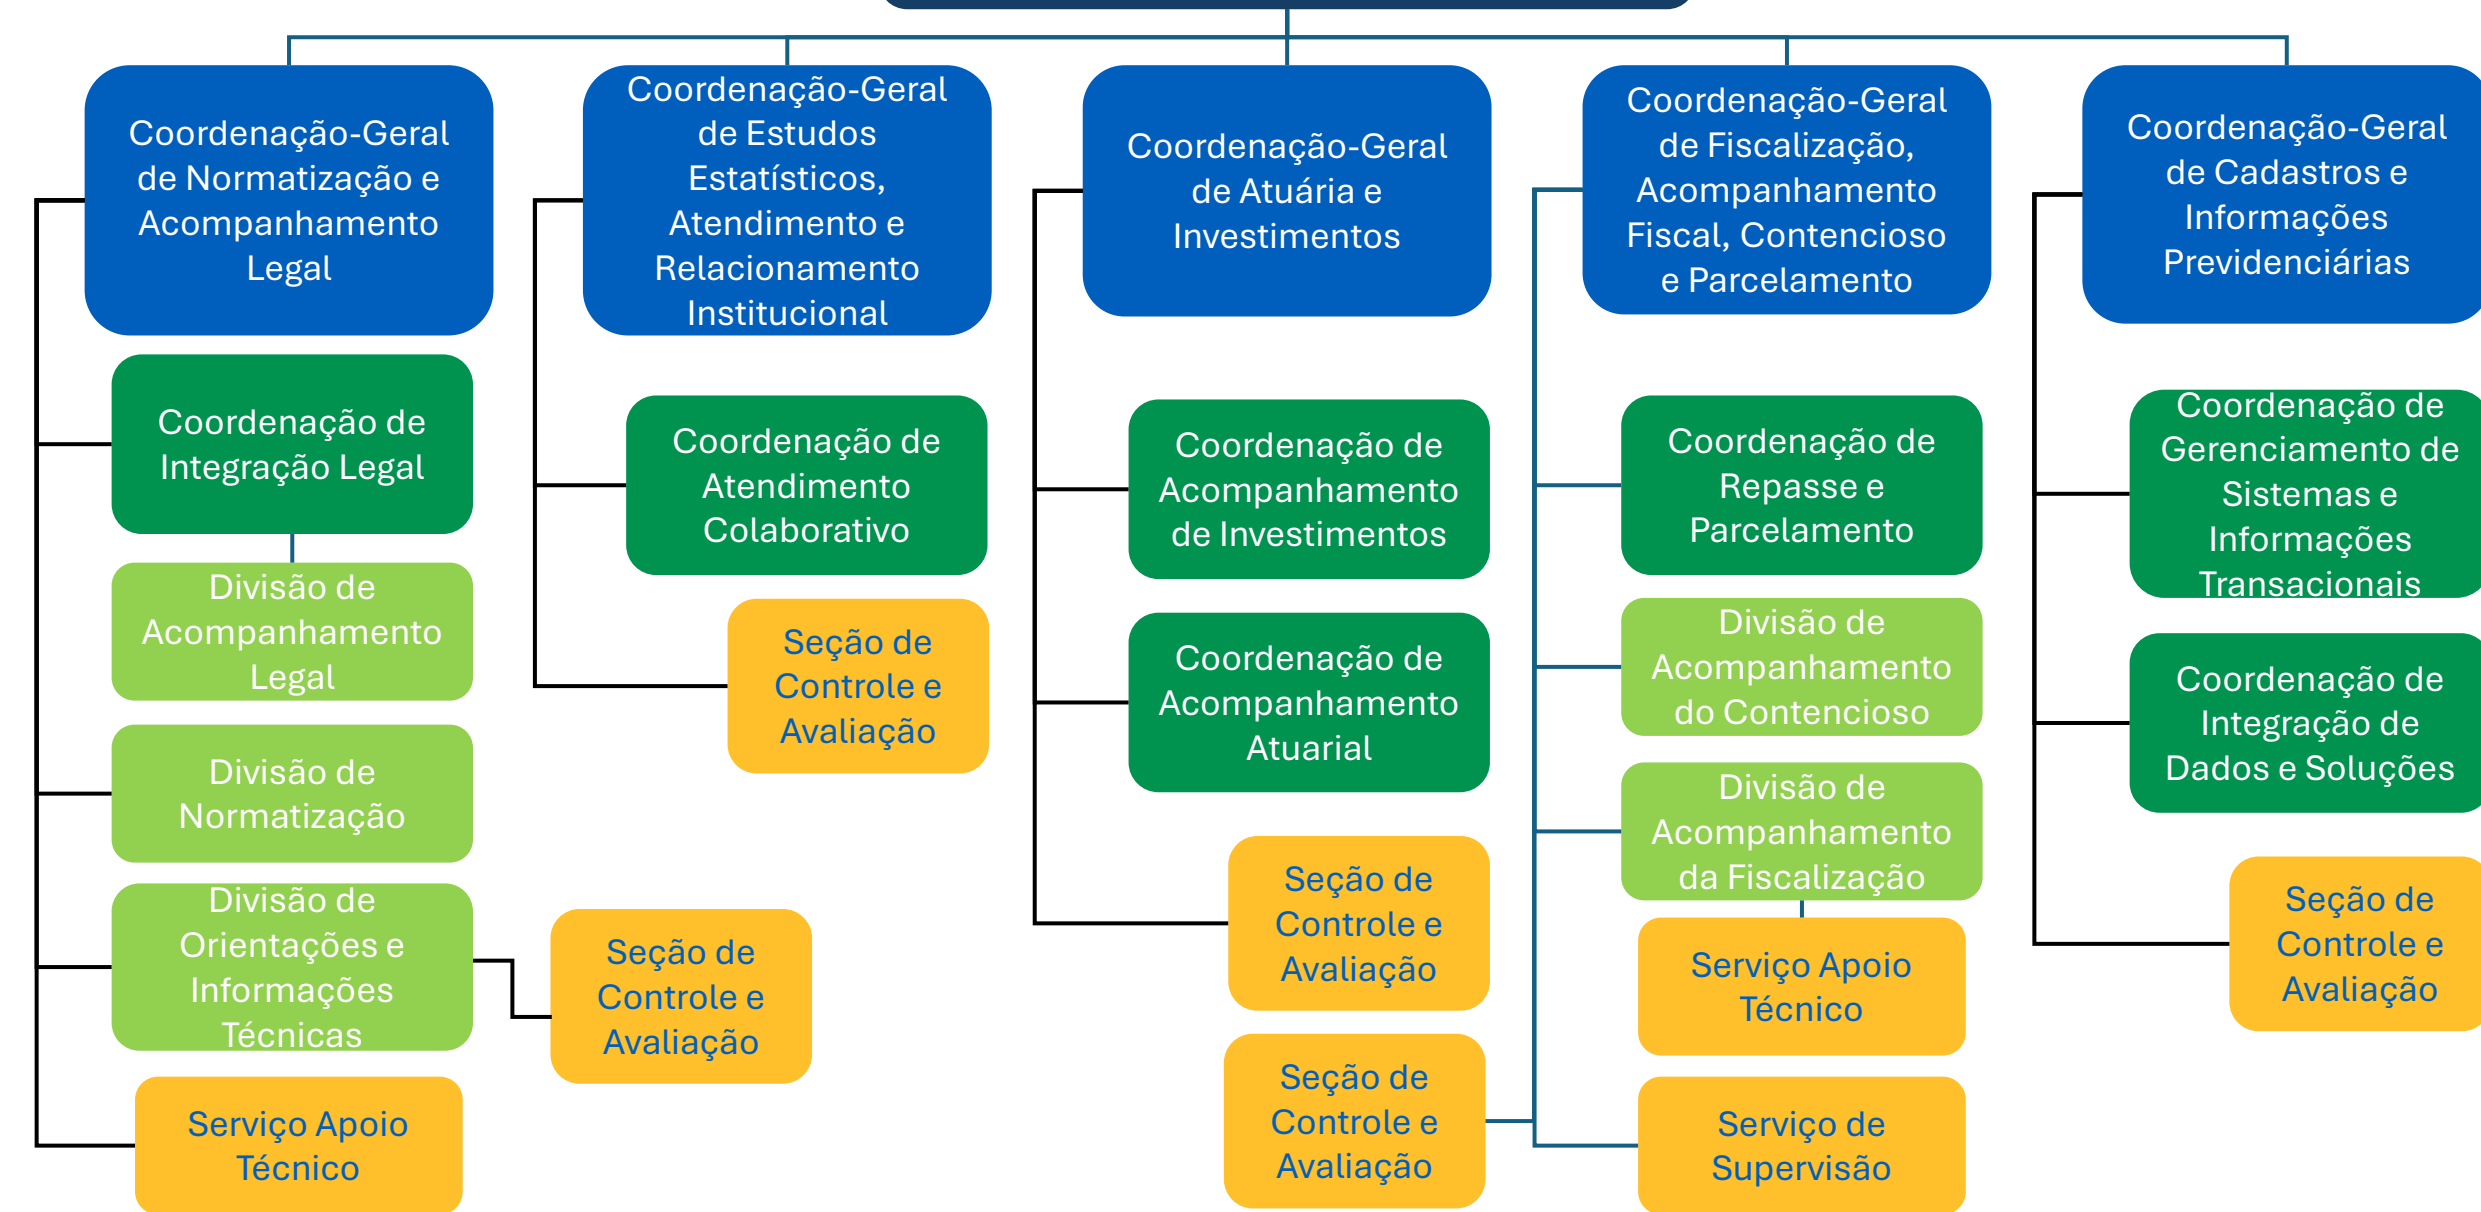 Coordenação-Geral
de Normatização e
Acompanhamento
Legal
Coordenação de
Integração Legal
Divisão de
Acompanhamento
Legal
Divisão de
Normatização
Divisão de
Orientações e
Informações
Técnicas
Seção de
Controle e
Avaliação
Serviço Apoio
Técnico
Coordenação-Geral
de Estudos
Estatísticos,
Atendimento e
Relacionamento
Institucional
Coordenação de
Atendimento
Colaborativo
Seção de
Controle e
Avaliação
Coordenação-Geral
de Atuária e
Investimentos
Coordenação de
Acompanhamento
de Investimentos
Coordenação de
Acompanhamento
Atuarial
Seção de
Controle e
Avaliação
Coordenação-Geral
de Fiscalização,
Acompanhamento
Fiscal, Contencioso
e Parcelamento
Coordenação de
Repasse e
Parcelamento
Divisão de
Acompanhamento
do Contencioso
Divisão de
Acompanhamento
da Fiscalização
Serviço Apoio
Técnico
Seção de
Controle e
Avaliação
Serviço de
Supervisão
Coordenação-Geral
de Cadastros e
Informações
Previdenciárias
Coordenação de
Gerenciamento de
Sistemas e
Informações
Transacionais
Coordenação de
Integração de
Dados e Soluções
Seção de
Controle e
Avaliação